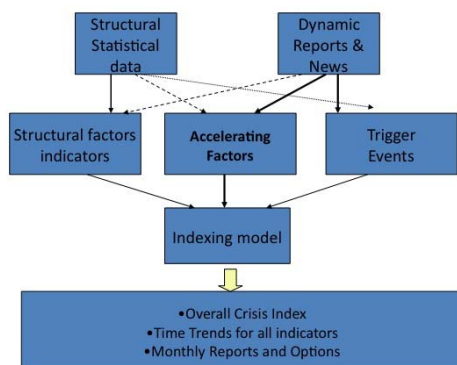 Structural
Statistical
data
Dynamic
Reports &
News
Structural factors
indicators
Accelerating
Factors
Trigger
Events
Indexing model
•Overall Crisis Index
•Time Trends for all indicators
•Monthly Reports and Options